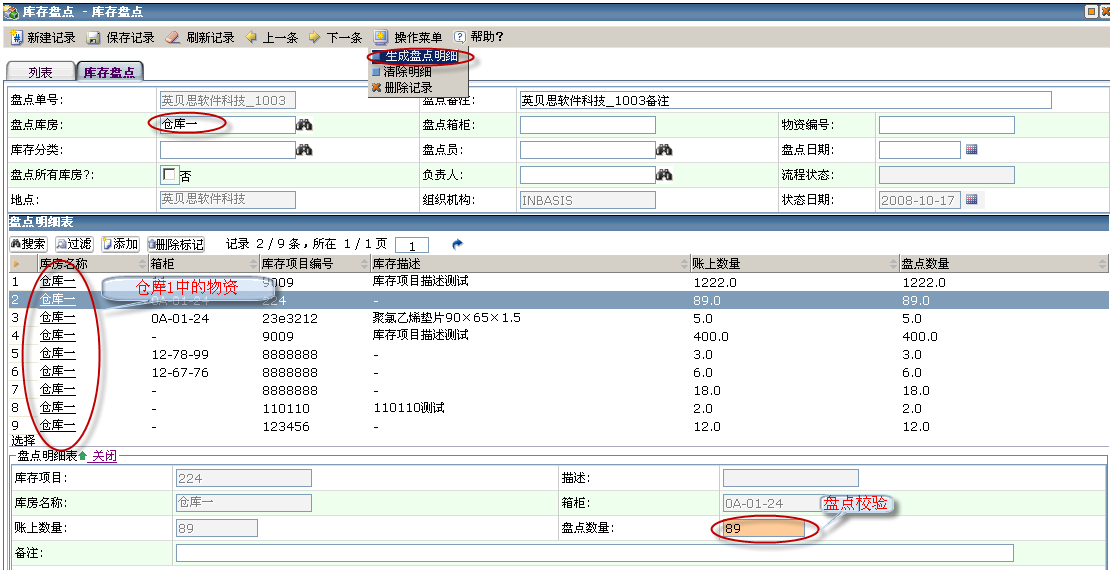 库存盘点 - 库存盘点
新建记录 保存记录 刷新记录 上一条 下一条 操作菜单 帮助?
生成盘点明细
清除明细
删除记录
列表 库存盘点
盘点单号: 英贝思软件科技_1003 盘点备注: 英贝思软件科技_1003备注
盘点库房: 仓库一 盘点箱柜: 物资编号:
库存分类: 盘点员: 盘点日期:
盘点所有库房?: 否 负责人: 流程状态:
地点: 英贝思软件科技 组织机构: INBASIS 状态日期: 2008-10-17
盘点明细表
搜索 过滤 添加 删除标记 记录 2 / 9 条,所在 1 / 1 页 1
库房名称 箱柜 库存项目编号 库存描述 账上数量 盘点数量
1 仓库一 9009 库存项目描述测试 1222.0 1222.0
仓库1中的物资
2 仓库一 0A-01-24 224 - 89.0 89.0
3 仓库一 0A-01-24 23e3212 聚氯乙烯垫片90×65×1.5 5.0 5.0
4 仓库一 - 9009 库存项目描述测试 400.0 400.0
5 仓库一 12-78-99 8888888 - 3.0 3.0
6 仓库一 12-67-76 8888888 - 6.0 6.0
7 仓库一 - 8888888 - 18.0 18.0
8 仓库一 - 110110 110110测试 2.0 2.0
9 仓库一 - 123456 - 12.0 12.0
选择
盘点明细表 关闭
库存项目: 224 描述:
库房名称: 仓库一 箱柜: 0A-01-24 盘点校验
账上数量: 89 盘点数量: 89
备注: